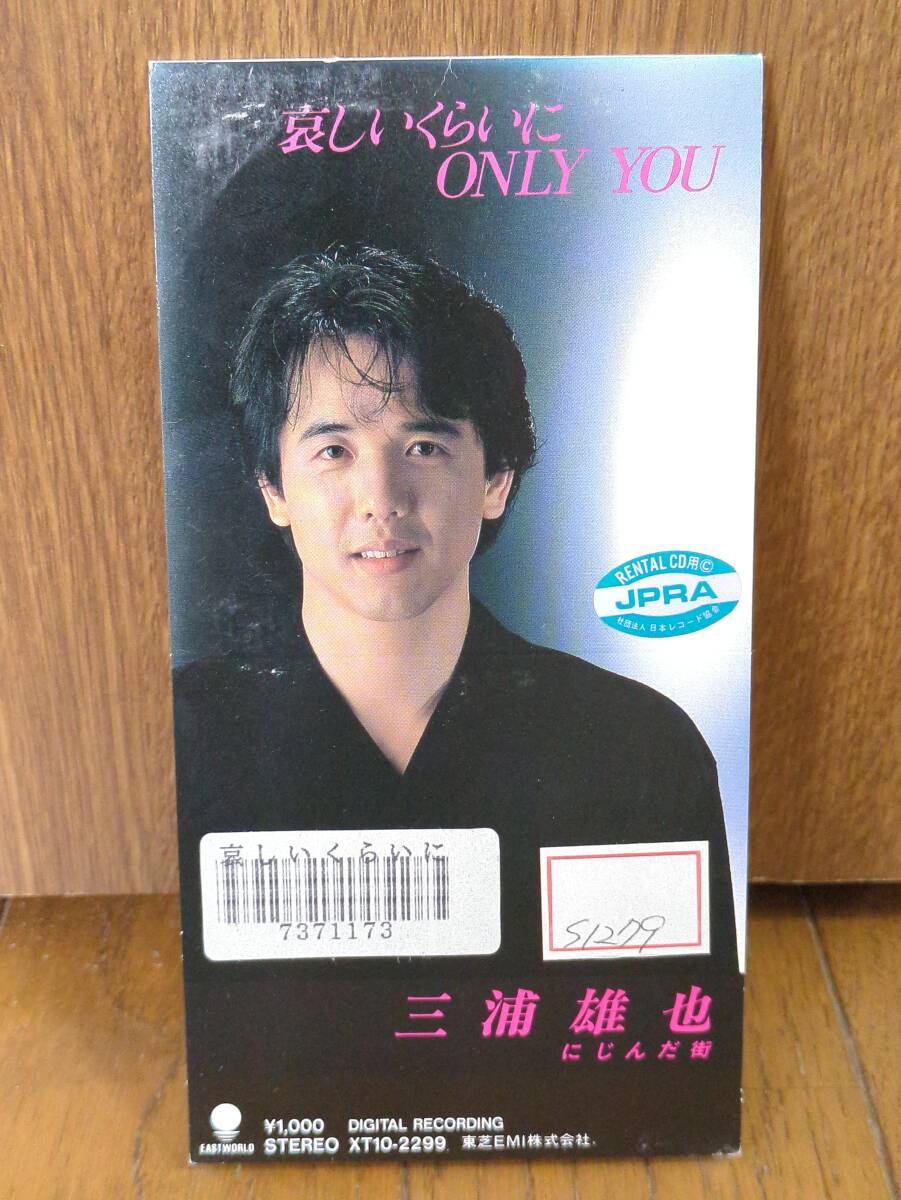 哀しいくらいに
ONLY YOU
RENTAL CD用©
JPRA
社団法人 日本レコード協会
哀しいくらいに
7371173
S1279
三浦雄也
にじんだ街
EASTWORLD
¥1,000 DIGITAL RECORDING
STEREO XT10-2299 東芝EMI株式会社.